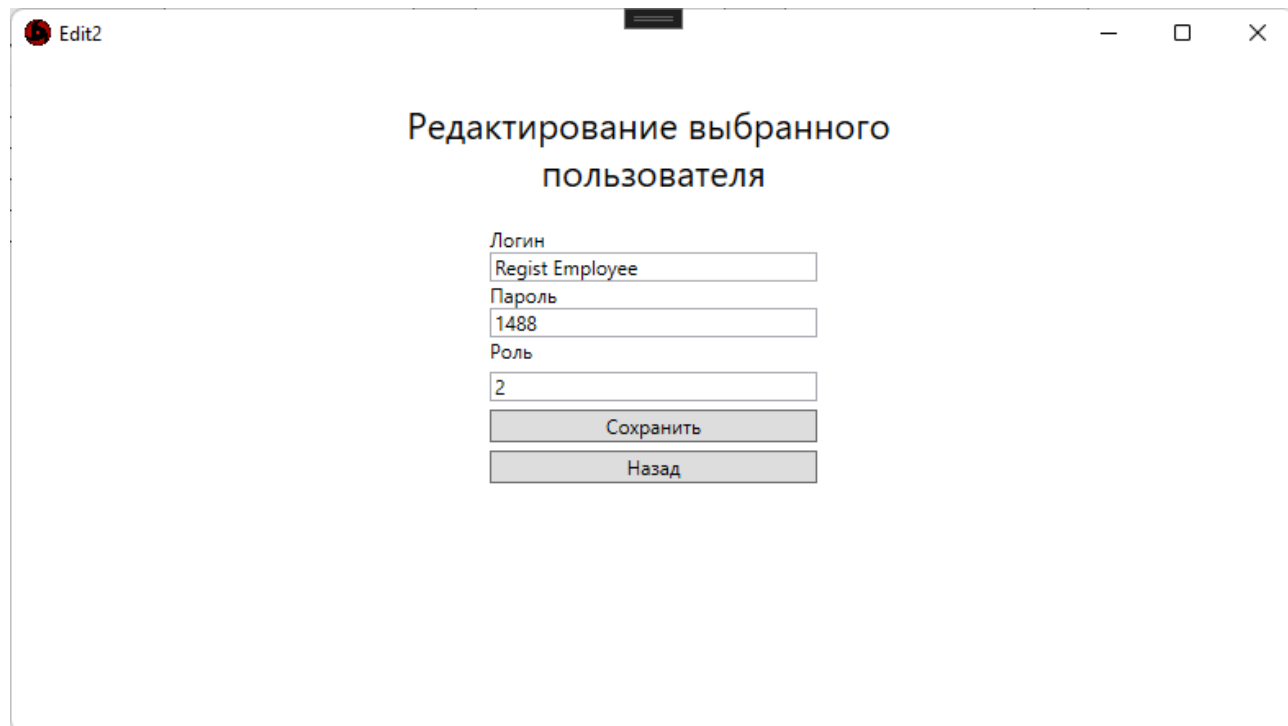 Edit2
Редактирование выбранного
пользователя
Логин
Regist Employee
Пароль
1488
Роль
2
Сохранить
Назад